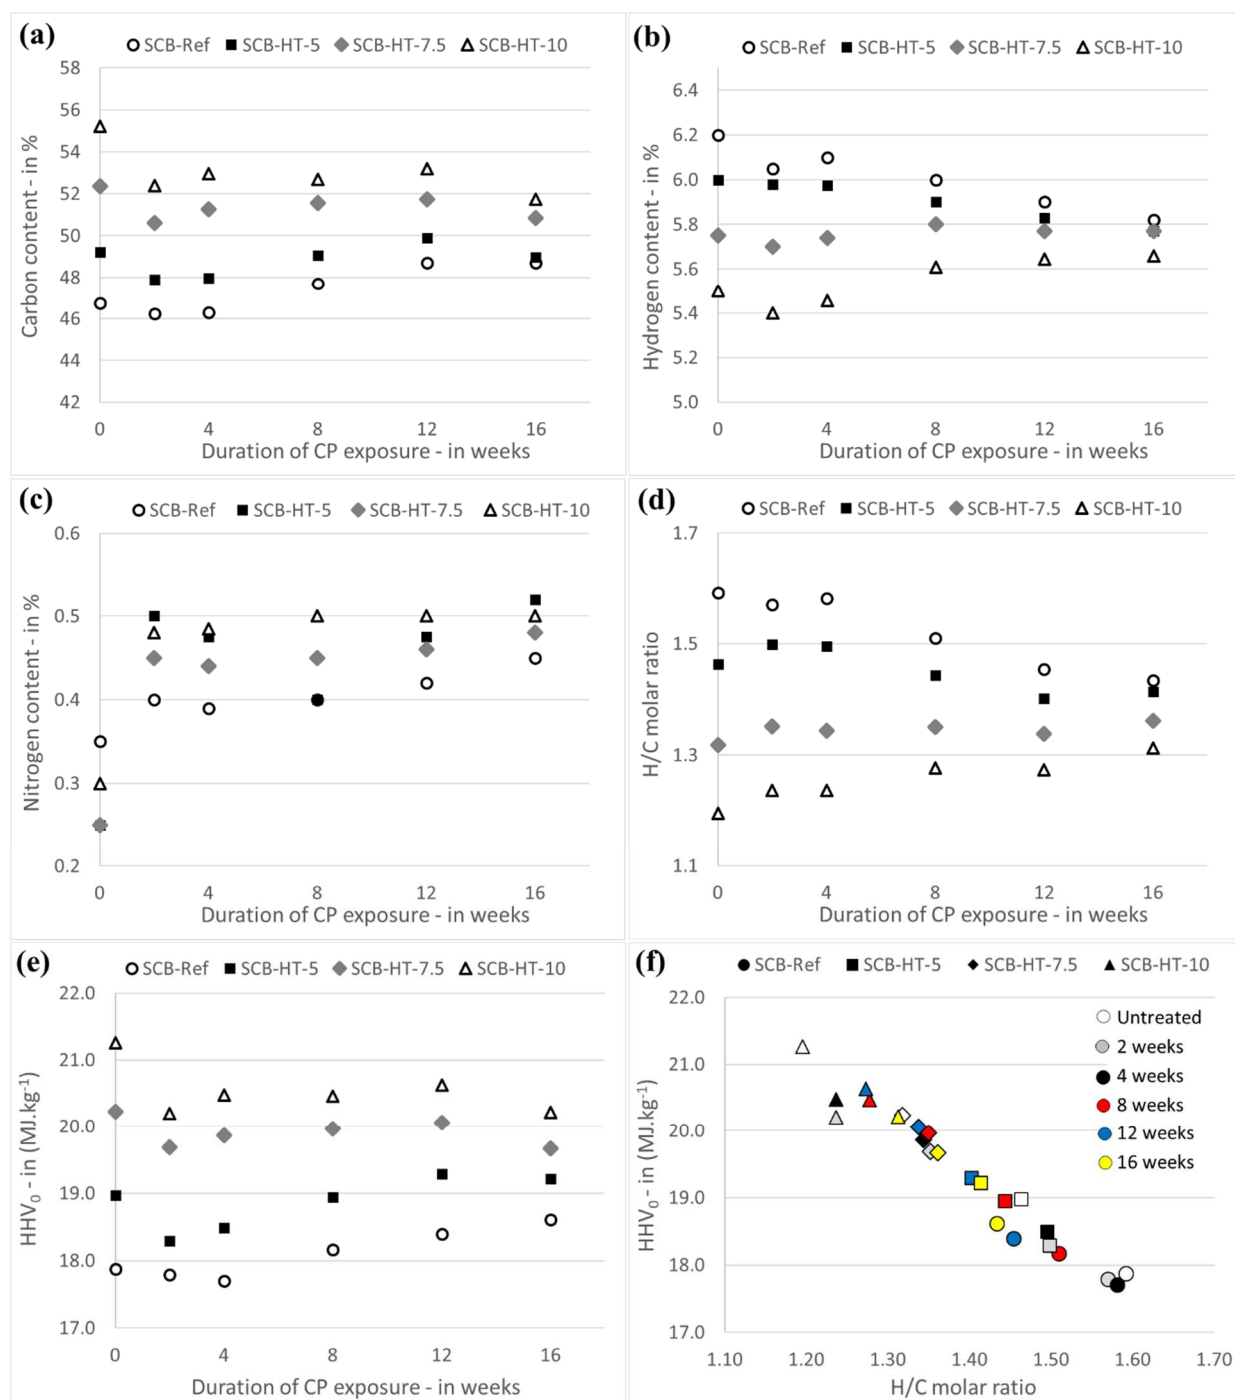 (a)
SCB-Ref SCB-HT-5 SCB-HT-7.5 SCB-HT-10
58
56
54
52
50
48
46
44
42
Carbon content - in %
0 4 8 12 16
Duration of CP exposure - in weeks
(b)
SCB-Ref SCB-HT-5 SCB-HT-7.5 SCB-HT-10
6.4
6.2
6.0
5.8
5.6
5.4
5.2
5.0
Hydrogen content - in %
0 4 8 12 16
Duration of CP exposure - in weeks
(c)
SCB-Ref SCB-HT-5 SCB-HT-7.5 SCB-HT-10
0.6
0.5
0.4
0.3
0.2
Nitrogen content - in %
0 4 8 12 16
Duration of CP exposure - in weeks
(d)
SCB-Ref SCB-HT-5 SCB-HT-7.5 SCB-HT-10
1.7
1.5
1.3
1.1
H/C molar ratio
0 4 8 12 16
Duration of CP exposure - in weeks
(e)
SCB-Ref SCB-HT-5 SCB-HT-7.5 SCB-HT-10
22.0
21.0
20.0
19.0
18.0
17.0
HHV₀ - in (MJ.kg⁻¹)
0 4 8 12 16
Duration of CP exposure - in weeks
(f)
SCB-Ref SCB-HT-5 SCB-HT-7.5 SCB-HT-10
22.0
21.0
20.0
19.0
18.0
17.0
HHV₀ - in (MJ.kg⁻¹)
Untreated
2 weeks
4 weeks
8 weeks
12 weeks
16 weeks
1.10 1.20 1.30 1.40 1.50 1.60 1.70
H/C molar ratio